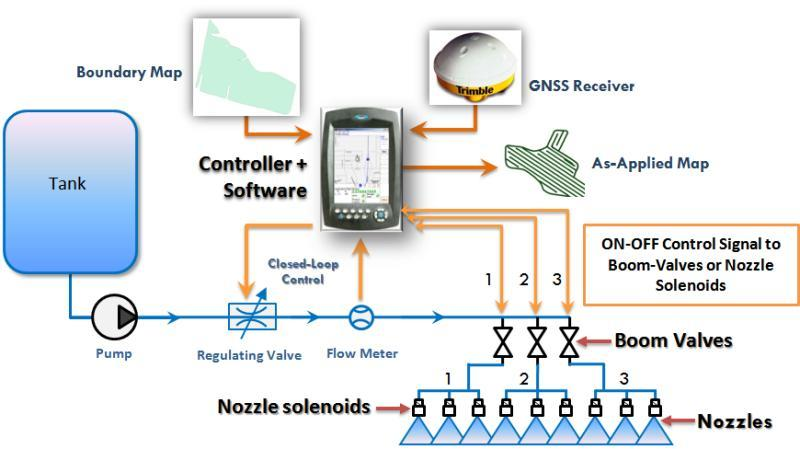 Boundary Map
Trimble
GNSS Receiver
Controller +
Software
As-Applied Map
Tank
Closed-Loop
Control
1 2 3
ON-OFF Control Signal to
Boom-Valves or Nozzle
Solenoids
Pump
Regulating Valve
Flow Meter
Boom Valves
1 2 3
Nozzle solenoids
Nozzles